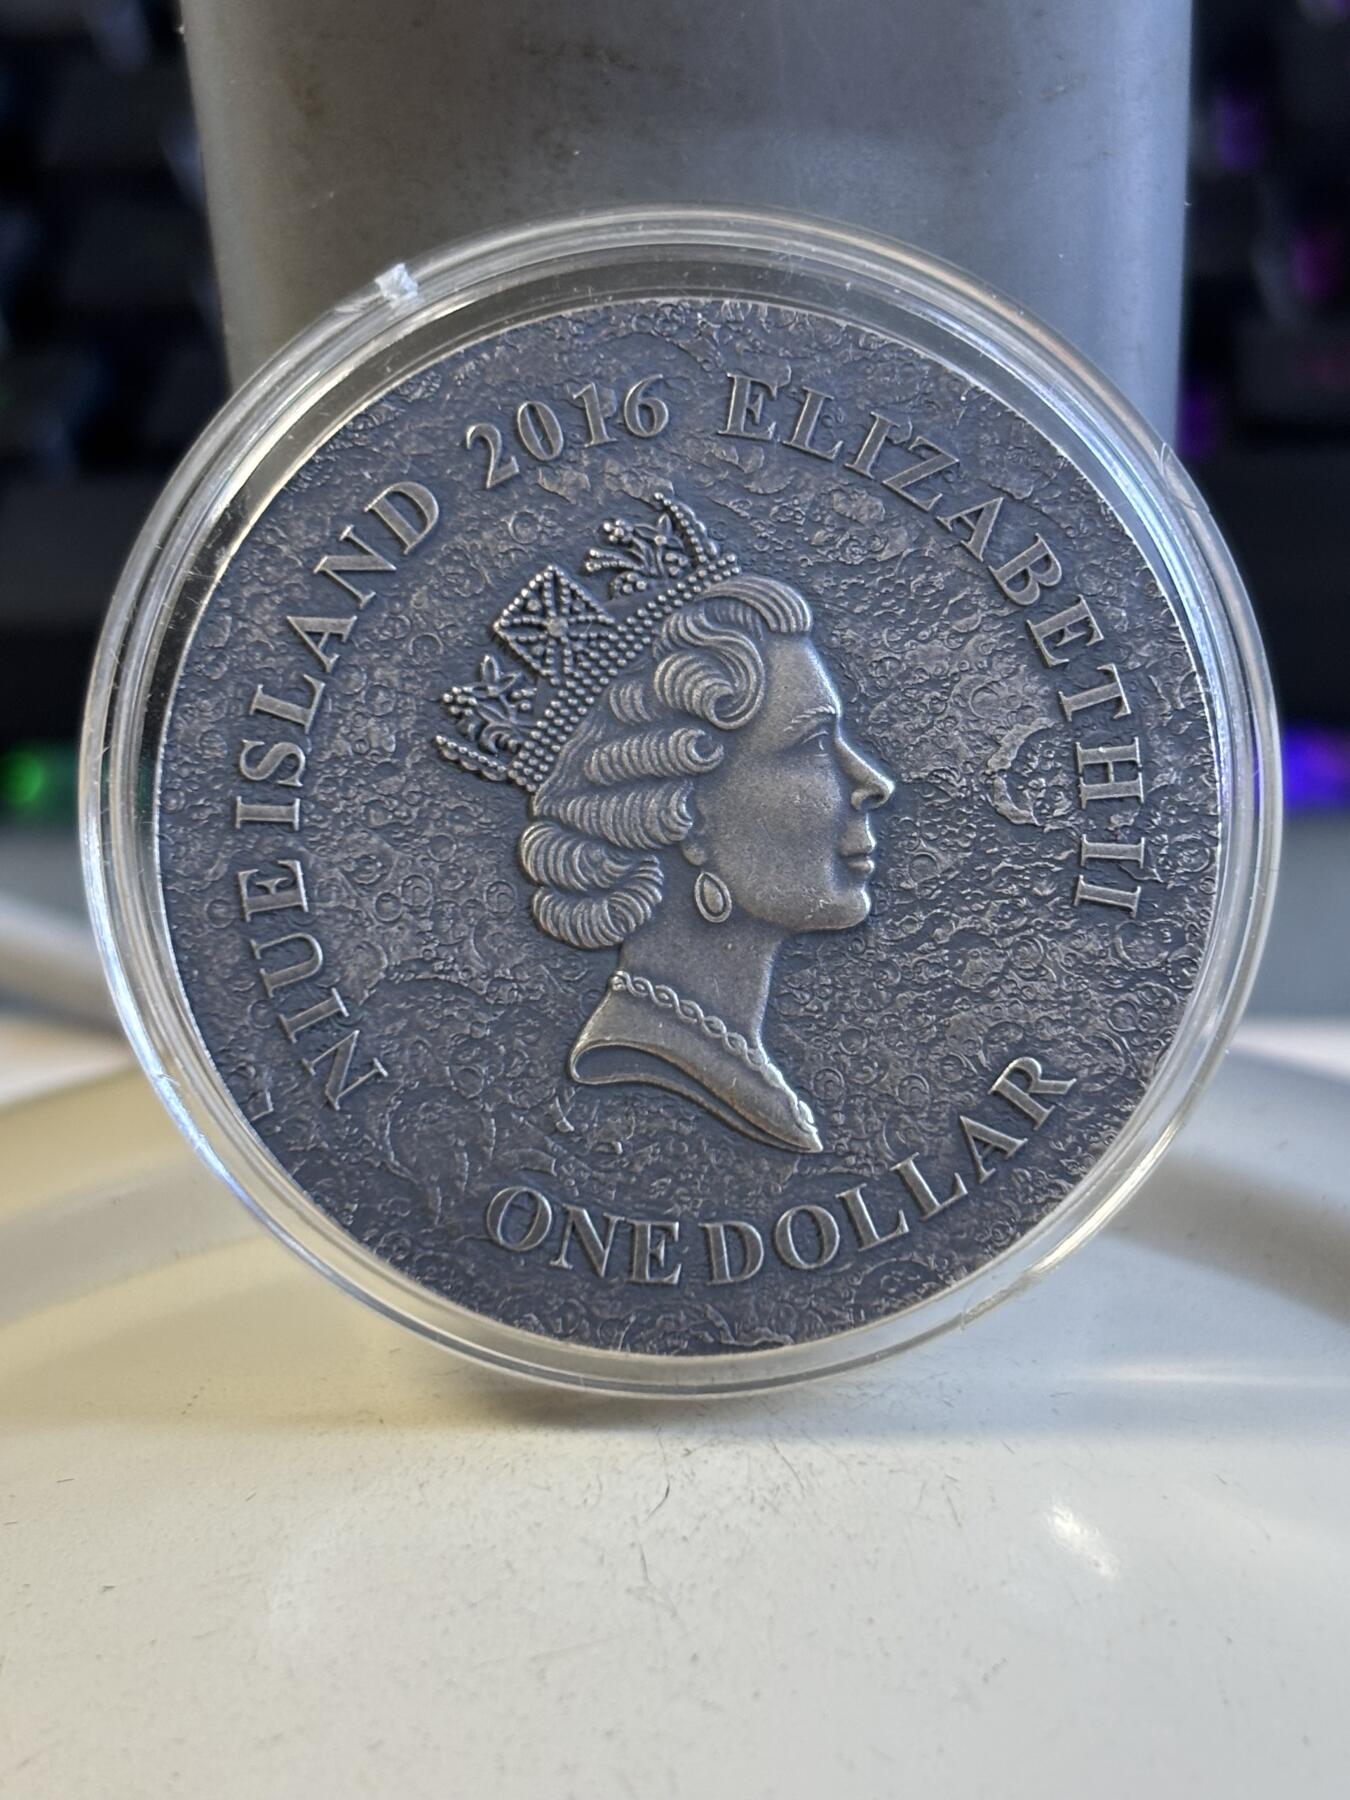 NIUE ISLAND 2016 ELIZABETH II
ONE DOLLAR